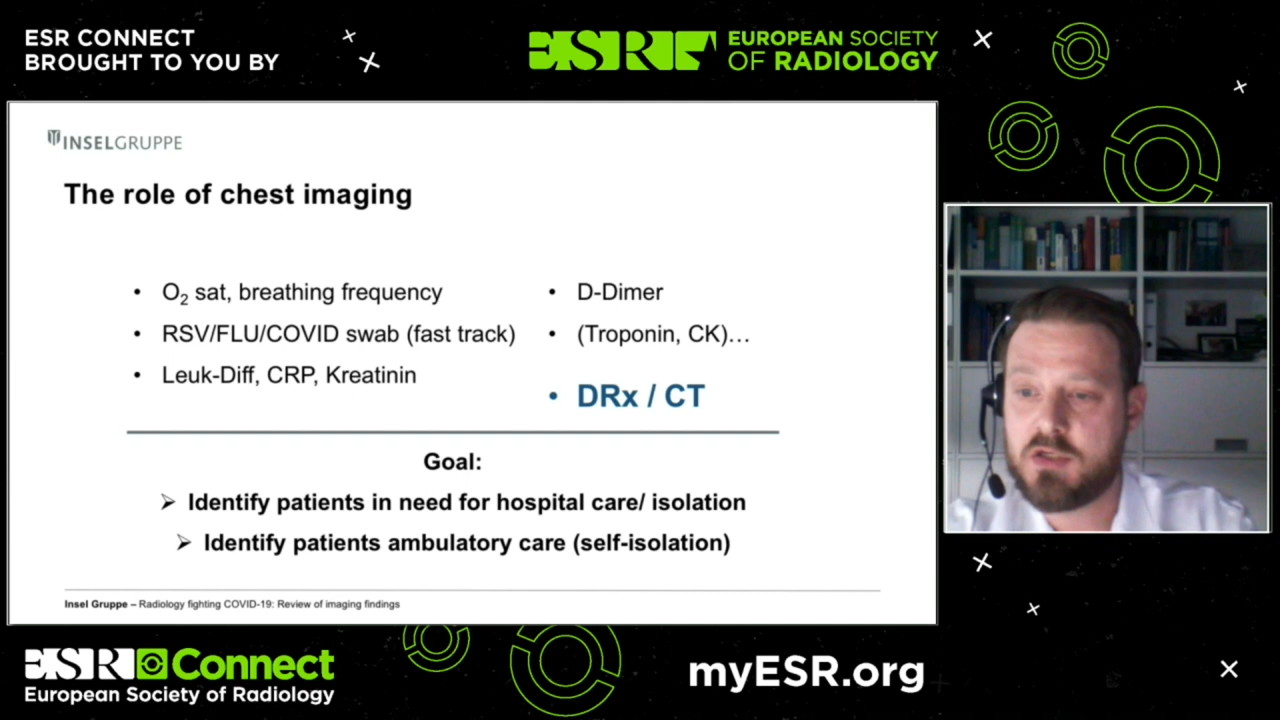 ESR CONNECT
BROUGHT TO YOU BY
ESR EUROPEAN SOCIETY
OF RADIOLOGY
INSELGRUPPE
The role of chest imaging
• O₂ sat, breathing frequency
• RSV/FLU/COVID swab (fast track)
• Leuk-Diff, CRP, Kreatinin
• D-Dimer
• (Troponin, CK)…
• DRx / CT
Goal:
➢ Identify patients in need for hospital care/ isolation
➢ Identify patients ambulatory care (self-isolation)
Insel Gruppe – Radiology fighting COVID-19: Review of imaging findings
ESR Connect
European Society of Radiology
myESR.org